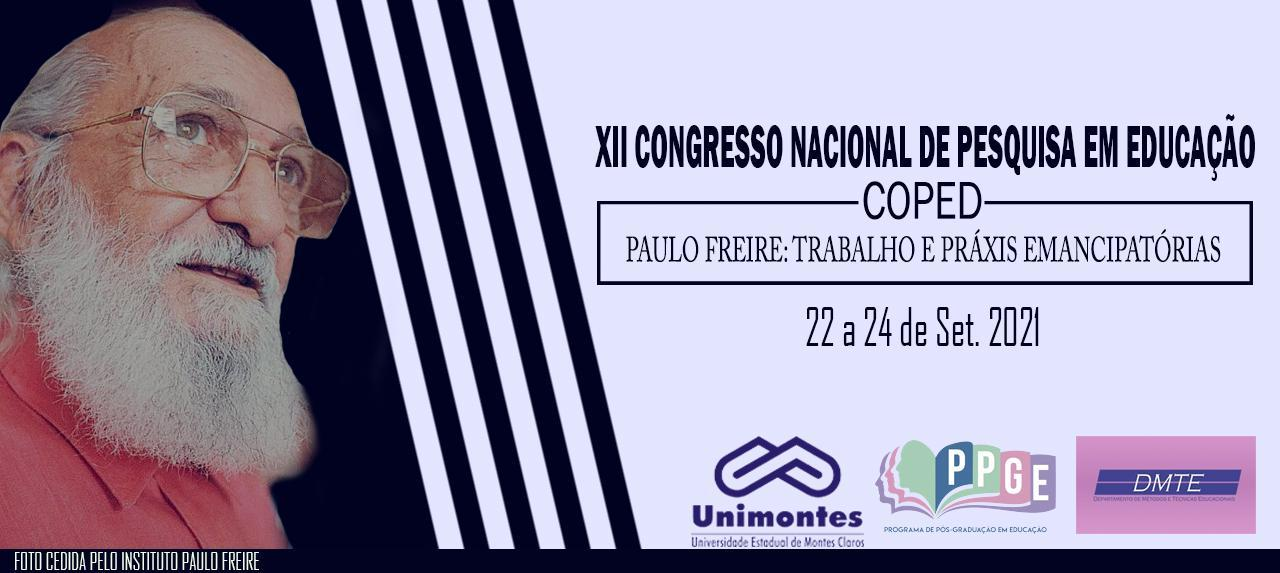 XII CONGRESSO NACIONAL DE PESQUISA EM EDUCAÇÃO
COPED
PAULO FREIRE: TRABALHO E PRÁXIS EMANCIPATÓRIAS
22 a 24 de Set. 2021
Unimontes
Universidade Estadual de Montes Claros
PPGE
PROGRAMA DE PÓS-GRADUAÇÃO EM EDUCAÇÃO
DMTE
DEPARTAMENTO DE MÉTODOS E TÉCNICAS EDUCACIONAIS
FOTO CEDIDA PELO INSTITUTO PAULO FREIRE